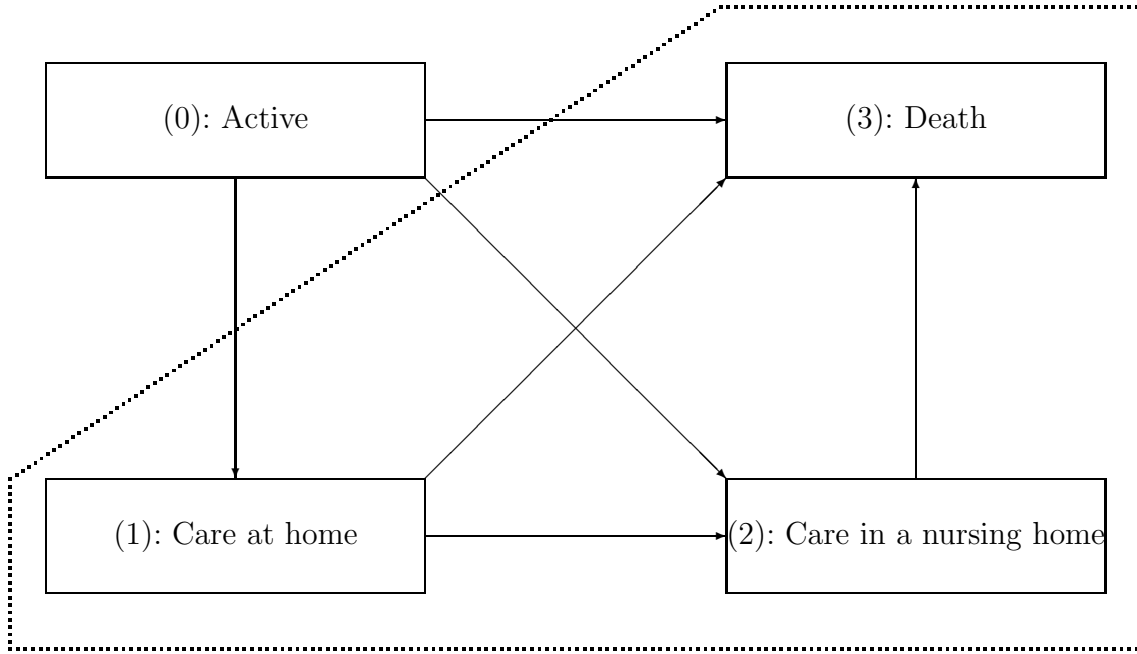 (0): Active
(3): Death
(1): Care at home
(2): Care in a nursing home